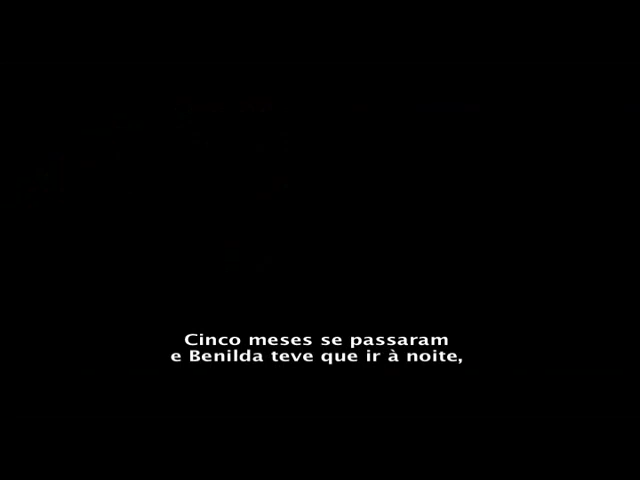 Cinco meses se passaram
e Benilda teve que ir à noite,